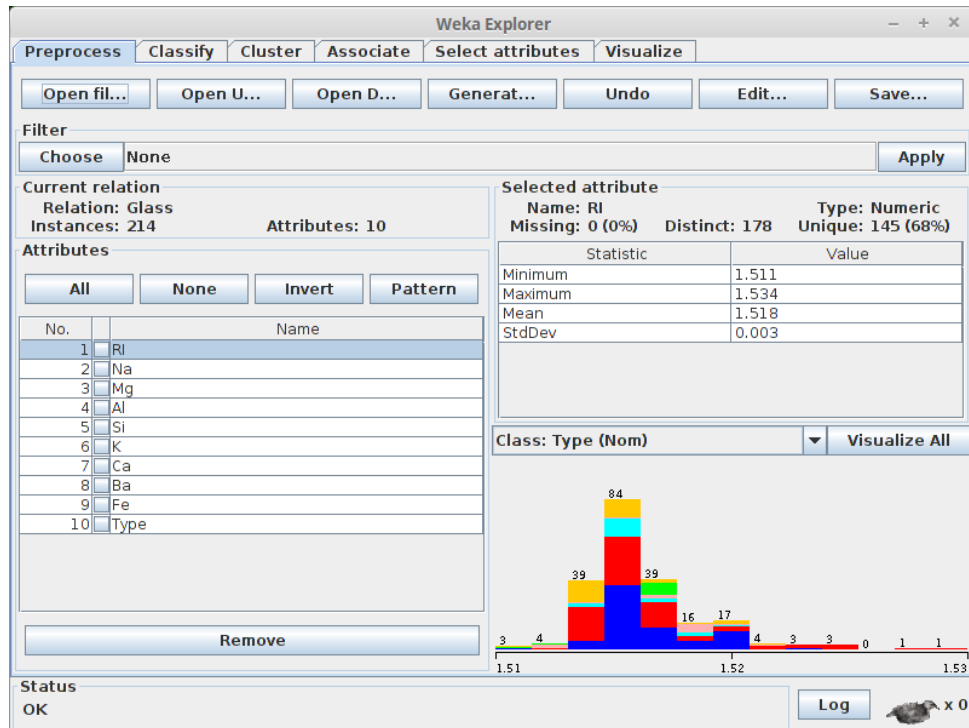 Weka Explorer
Preprocess Classify Cluster Associate Select attributes Visualize
Open fil... Open U... Open D... Generat... Undo Edit... Save...
Filter
Choose None Apply
Current relation
Relation: Glass
Instances: 214 Attributes: 10
Attributes
All None Invert Pattern
No. Name
1 RI
2 Na
3 Mg
4 Al
5 Si
6 K
7 Ca
8 Ba
9 Fe
10 Type
Remove
Selected attribute
Name: RI Type: Numeric
Missing: 0 (0%) Distinct: 178 Unique: 145 (68%)
Statistic Value
Minimum 1.511
Maximum 1.534
Mean 1.518
StdDev 0.003
Class: Type (Nom) Visualize All
3 4 39 84 39 16 17 4 3 3 0 1 1
1.51 1.52 1.53
Status
OK
Log x 0